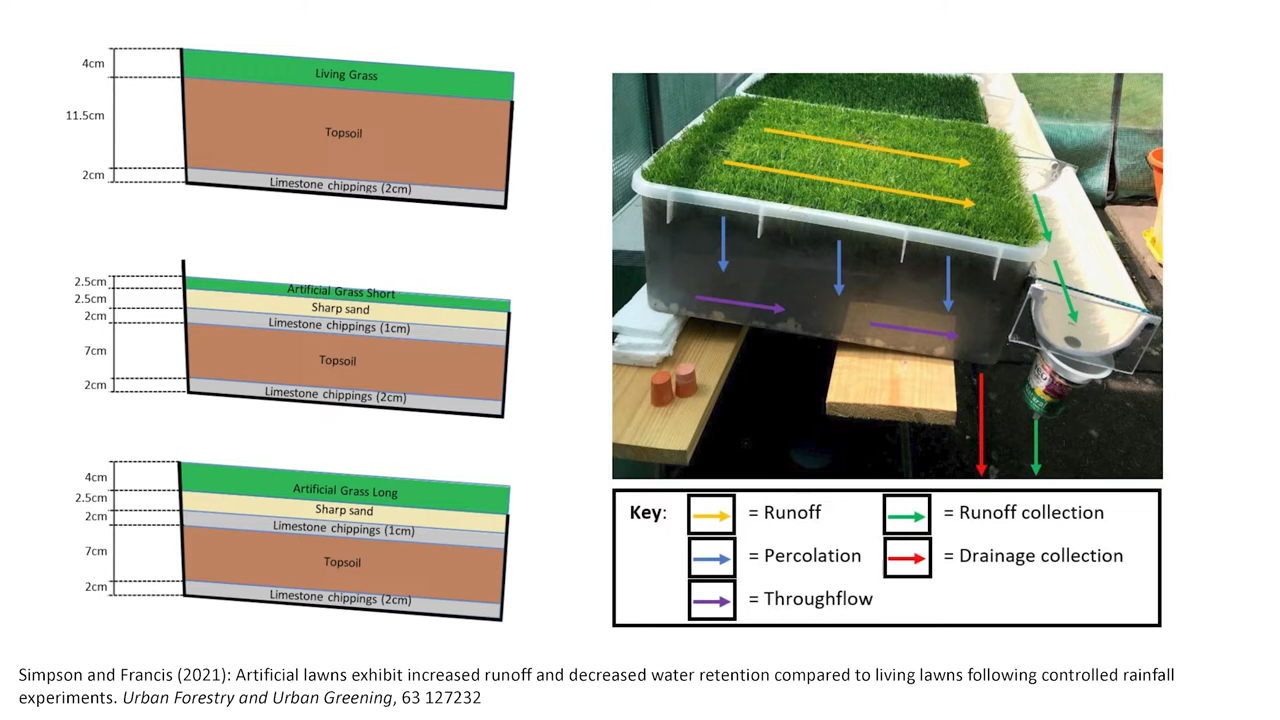 4cm
Living Grass
11.5cm
Topsoil
2cm
Limestone chippings (2cm)
2.5cm
Artificial Grass Short
2.5cm
Sharp sand
2cm
Limestone chippings (1cm)
7cm
Topsoil
2cm
Limestone chippings (2cm)
4cm
Artificial Grass Long
2.5cm
Sharp sand
2cm
Limestone chippings (1cm)
7cm
Topsoil
2cm
Limestone chippings (2cm)
Key:
= Runoff
= Runoff collection
= Percolation
= Drainage collection
= Throughflow
Simpson and Francis (2021): Artificial lawns exhibit increased runoff and decreased water retention compared to living lawns following controlled rainfall
experiments. Urban Forestry and Urban Greening, 63 127232